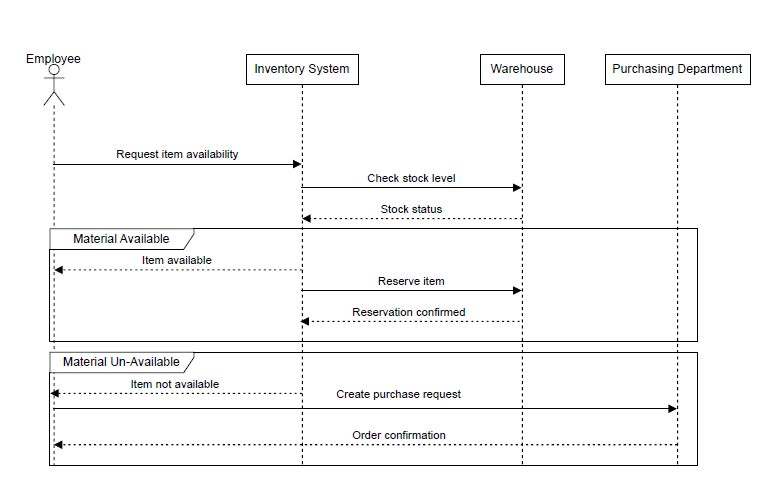 Employee
Inventory System
Warehouse
Purchasing Department
Request item availability
Check stock level
Stock status
Material Available
Item available
Reserve item
Reservation confirmed
Material Un-Available
Item not available
Create purchase request
Order confirmation